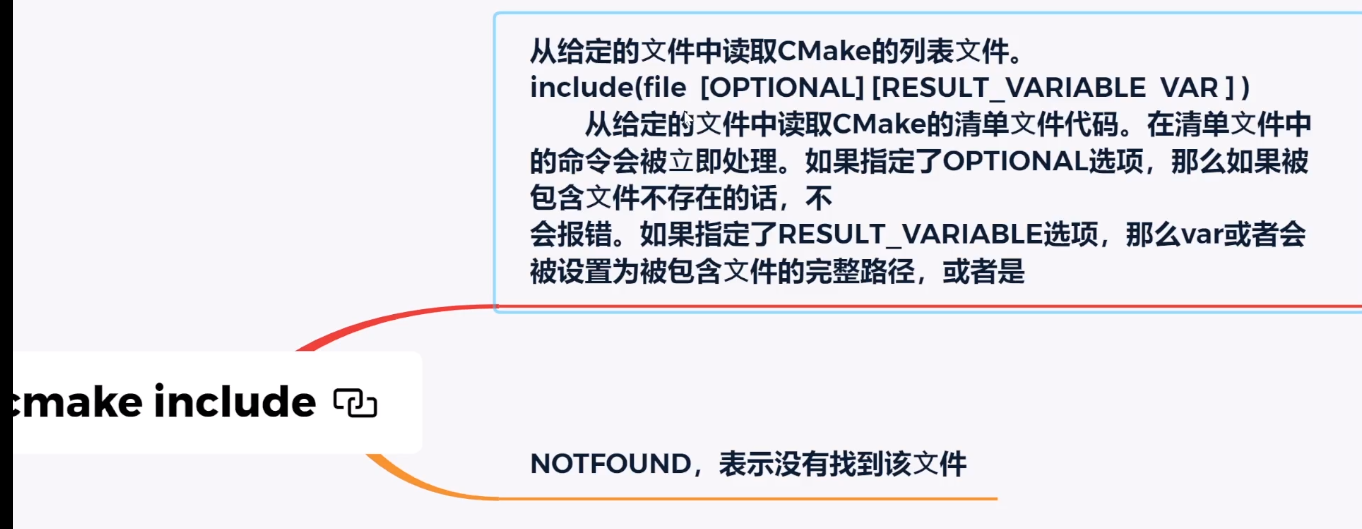 从给定的文件中读取CMake的列表文件。
include(file [OPTIONAL] [RESULT_VARIABLE VAR ] )
从给定的文件中读取CMake的清单文件代码。在清单文件中
的命令会被立即处理。如果指定了OPTIONAL选项，那么如果被
包含文件不存在的话，不
会报错。如果指定了RESULT_VARIABLE选项，那么var或者会
被设置为被包含文件的完整路径，或者是
cmake include
NOTFOUND，表示没有找到该文件